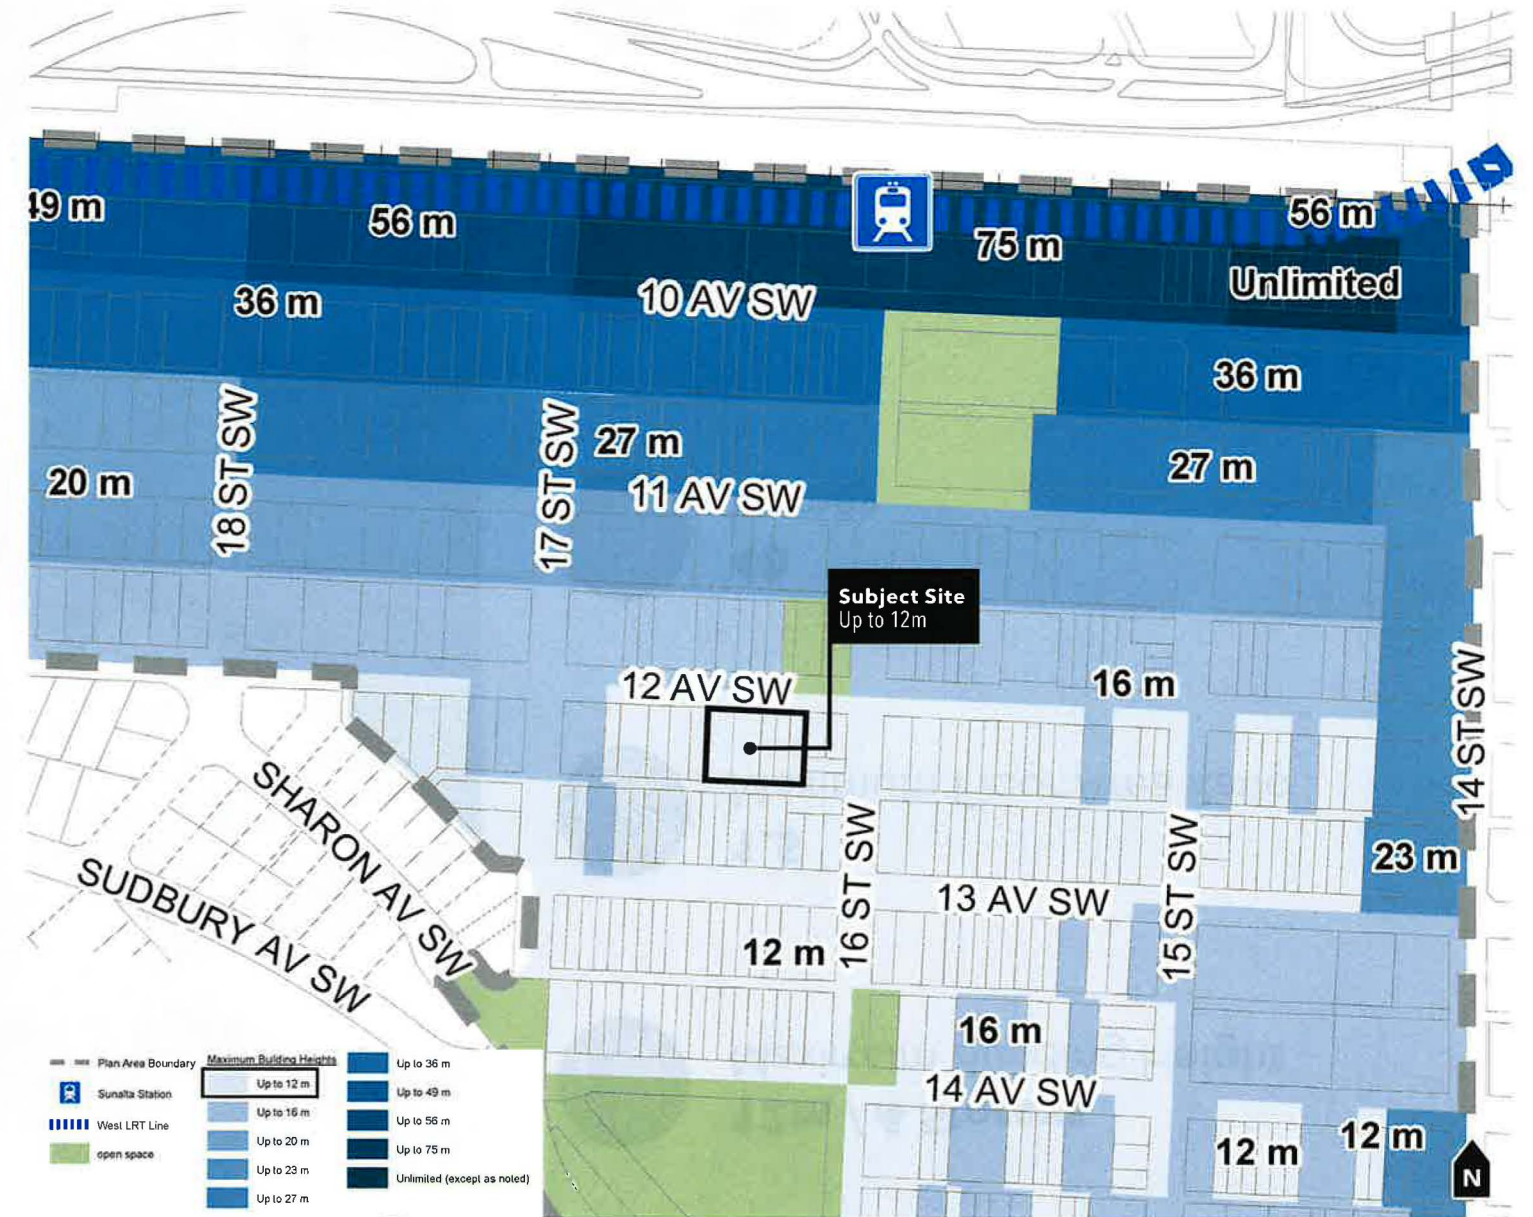 49 m
56 m
56 m
75 m
Unlimited
36 m
10 AV SW
36 m
18 ST SW
17 ST SW
27 m
27 m
20 m
11 AV SW
Subject Site
Up to 12m
12 AV SW
16 m
14 ST SW
SHARON AV SW
SUDBURY AV SW
16 ST SW
15 ST SW
23 m
13 AV SW
12 m
16 m
14 AV SW
12 m
12 m
N
Plan Area Boundary
Sunalta Station
West LRT Line
open space
Maximum Building Heights
Up to 12 m
Up to 16 m
Up to 20 m
Up to 23 m
Up to 27 m
Up to 36 m
Up to 49 m
Up to 56 m
Up to 75 m
Unlimited (except as noted)